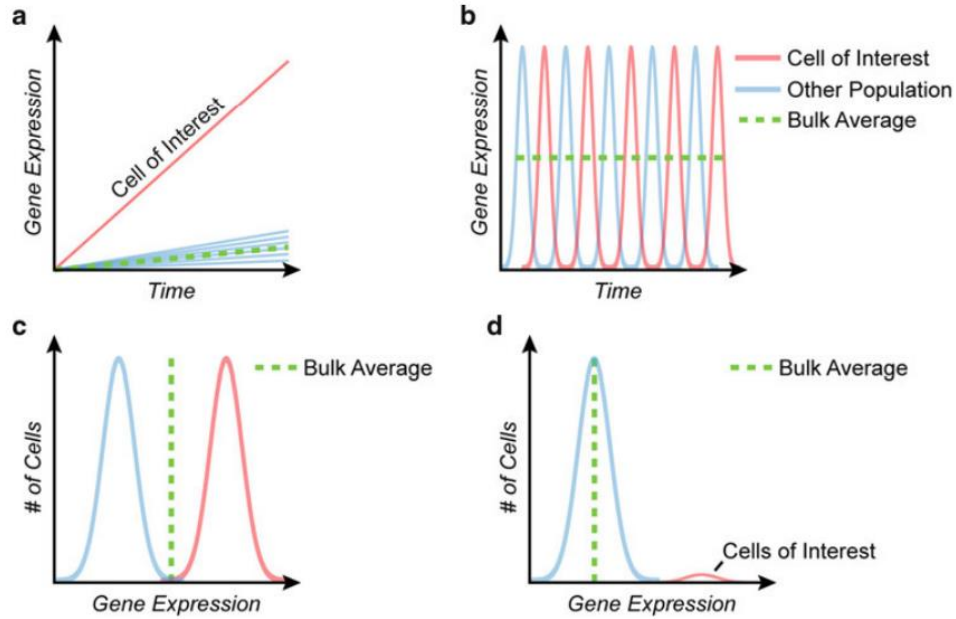 a
Gene Expression
Cell of Interest
Time
b
Gene Expression
Time
Cell of Interest
Other Population
Bulk Average
c
# of Cells
Gene Expression
Bulk Average
d
# of Cells
Gene Expression
Bulk Average
Cells of Interest